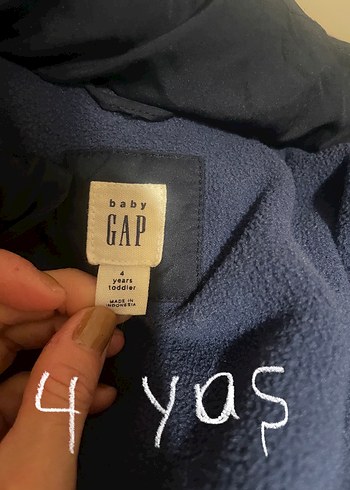 baby
GAP
4
years
toddler
MADE IN
INDONESIA
4 yaş